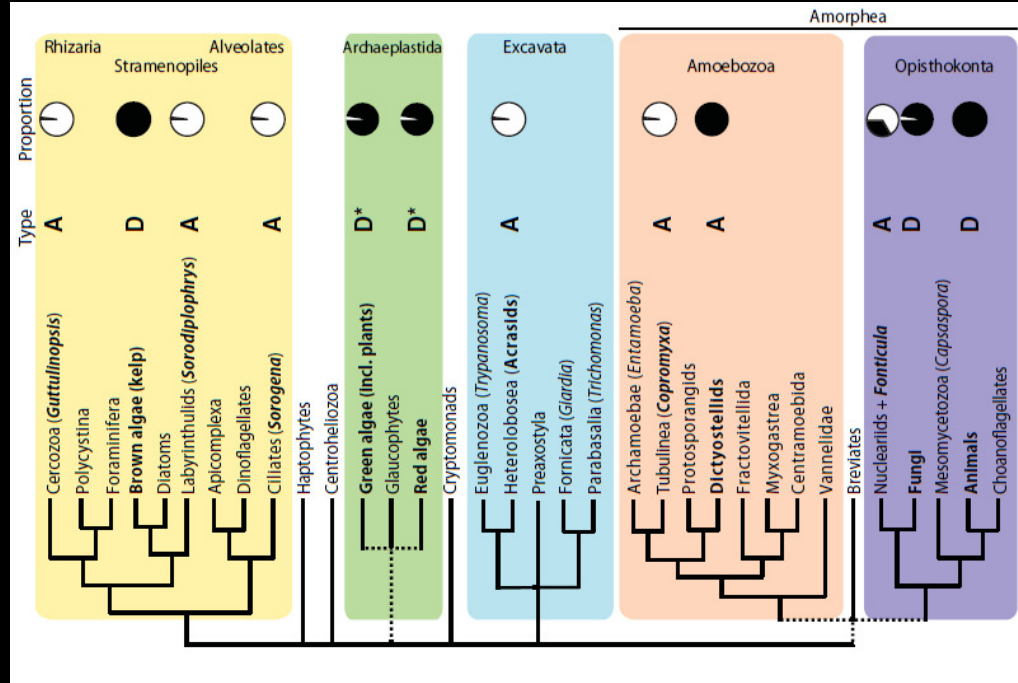 Amorphea
Rhizaria
Alveolates
Stramenopiles
Archaeplastida
Excavata
Amoebozoa
Opisthokonta
Proportion
Type
A
D
A
A
D*
D*
A
A
A
A
D
D
Cercozoa (Guttulinopsis)
Polycystina
Foraminifera
Brown algae (kelp)
Diatoms
Labyrinthulids (Sorodiplophrys)
Apicomplexa
Dinoflagellates
Ciliates (Sorogena)
Haptophytes
Centroheliozoa
Green algae (incl. plants)
Glaucophytes
Red algae
Cryptomonads
Euglenozoa (Trypanosoma)
Heterolobosea (Acrasids)
Preaxostyla
Fornicata (Giardia)
Parabasalia (Trichomonas)
Archamoebae (Entamoeba)
Tubulinea (Copromyxa)
Protosporangids
Dictyostellids
Fractovitellida
Myxogastrea
Centramoebida
Vannelidae
Breviates
Nucleariids + Fonticula
Fungi
Mesomycetozoa (Capsaspora)
Animals
Choanoflagellates